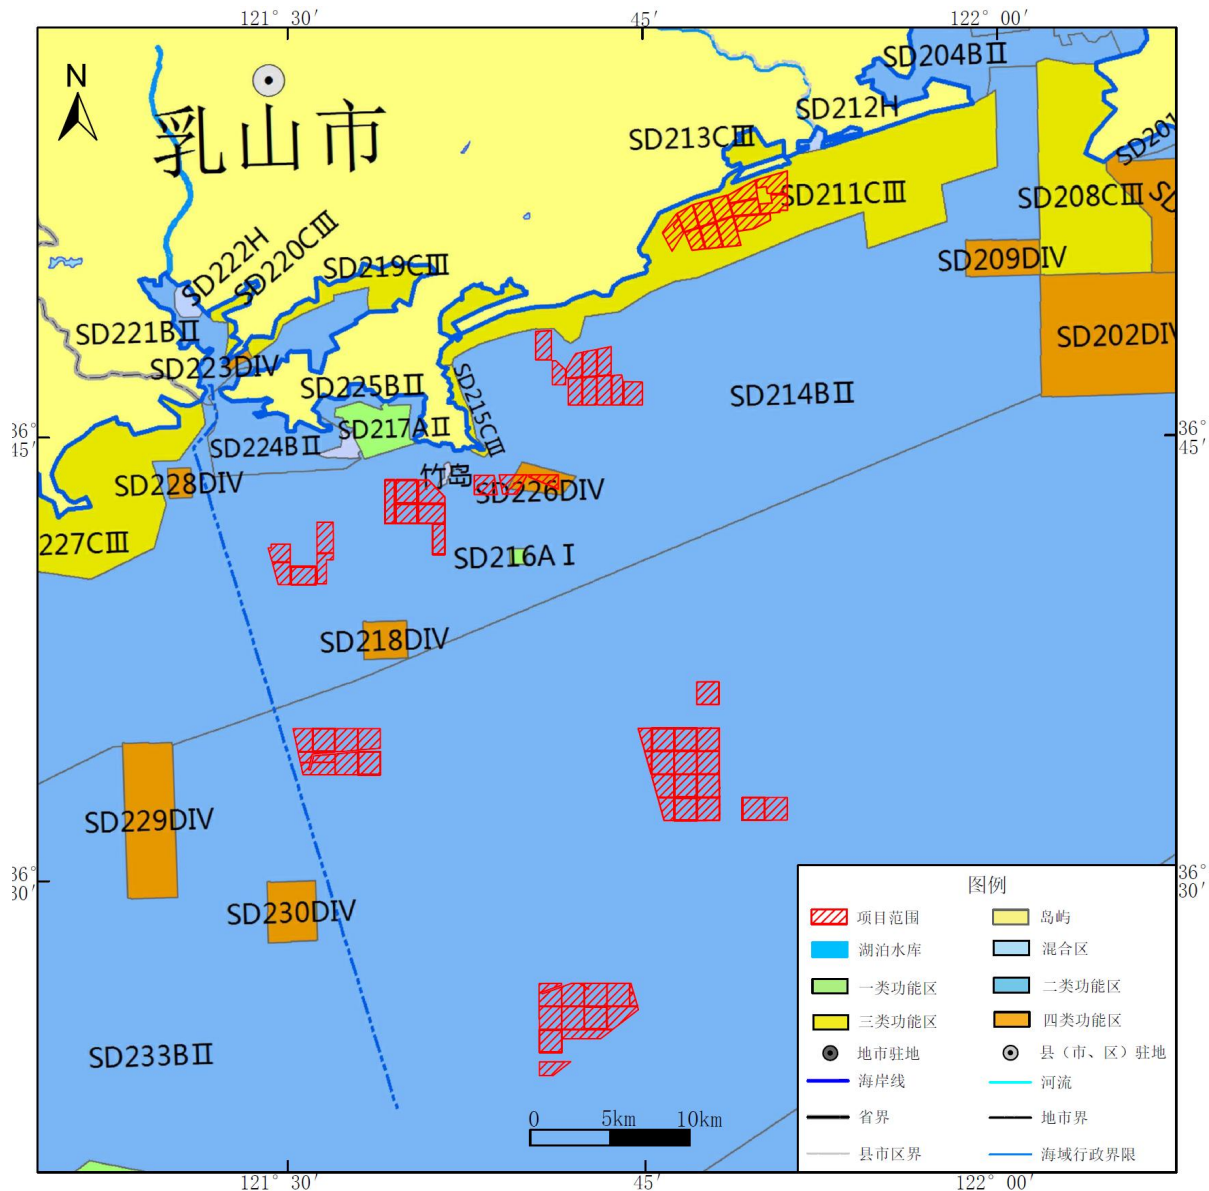 121° 30′
45′
122° 00′
N
乳山市
SD204BⅡ
SD212H
SD213CⅢ
SD201
SD211CⅢ
SD208CⅢ
SD
SD222H
SD220CⅢ
SD219CⅢ
SD209DⅣ
SD221BⅡ
SD202DⅣ
SD223DⅣ
SD225BⅡ
SD215CⅢ
SD214BⅡ
36°
45′
SD217AⅡ
SD224BⅡ
36°
45′
竹岛
SD228DⅣ
SD226DⅣ
227CⅢ
SD216AⅠ
SD218DⅣ
SD229DⅣ
36°
30′
36°
30′
SD230DⅣ
SD233BⅡ
图例
项目范围
岛屿
湖泊水库
混合区
一类功能区
二类功能区
三类功能区
四类功能区
地市驻地
县（市、区）驻地
海岸线
河流
省界
地市界
县市区界
海域行政界限
0 5km 10km
121° 30′
45′
122° 00′